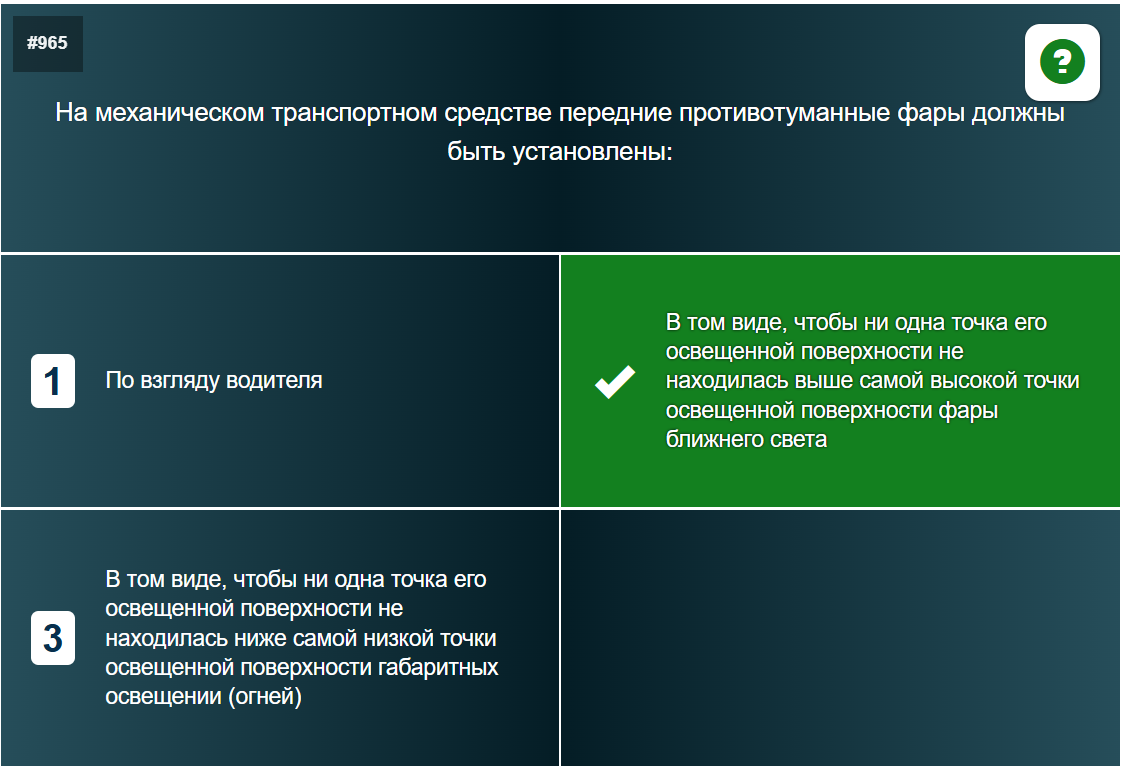 #965
?
На механическом транспортном средстве передние противотуманные фары должны
быть установлены:
1
По взгляду водителя
В том виде, чтобы ни одна точка его
освещенной поверхности не
находилась выше самой высокой точки
освещенной поверхности фары
ближнего света
3
В том виде, чтобы ни одна точка его
освещенной поверхности не
находилась ниже самой низкой точки
освещенной поверхности габаритных
освещении (огней)